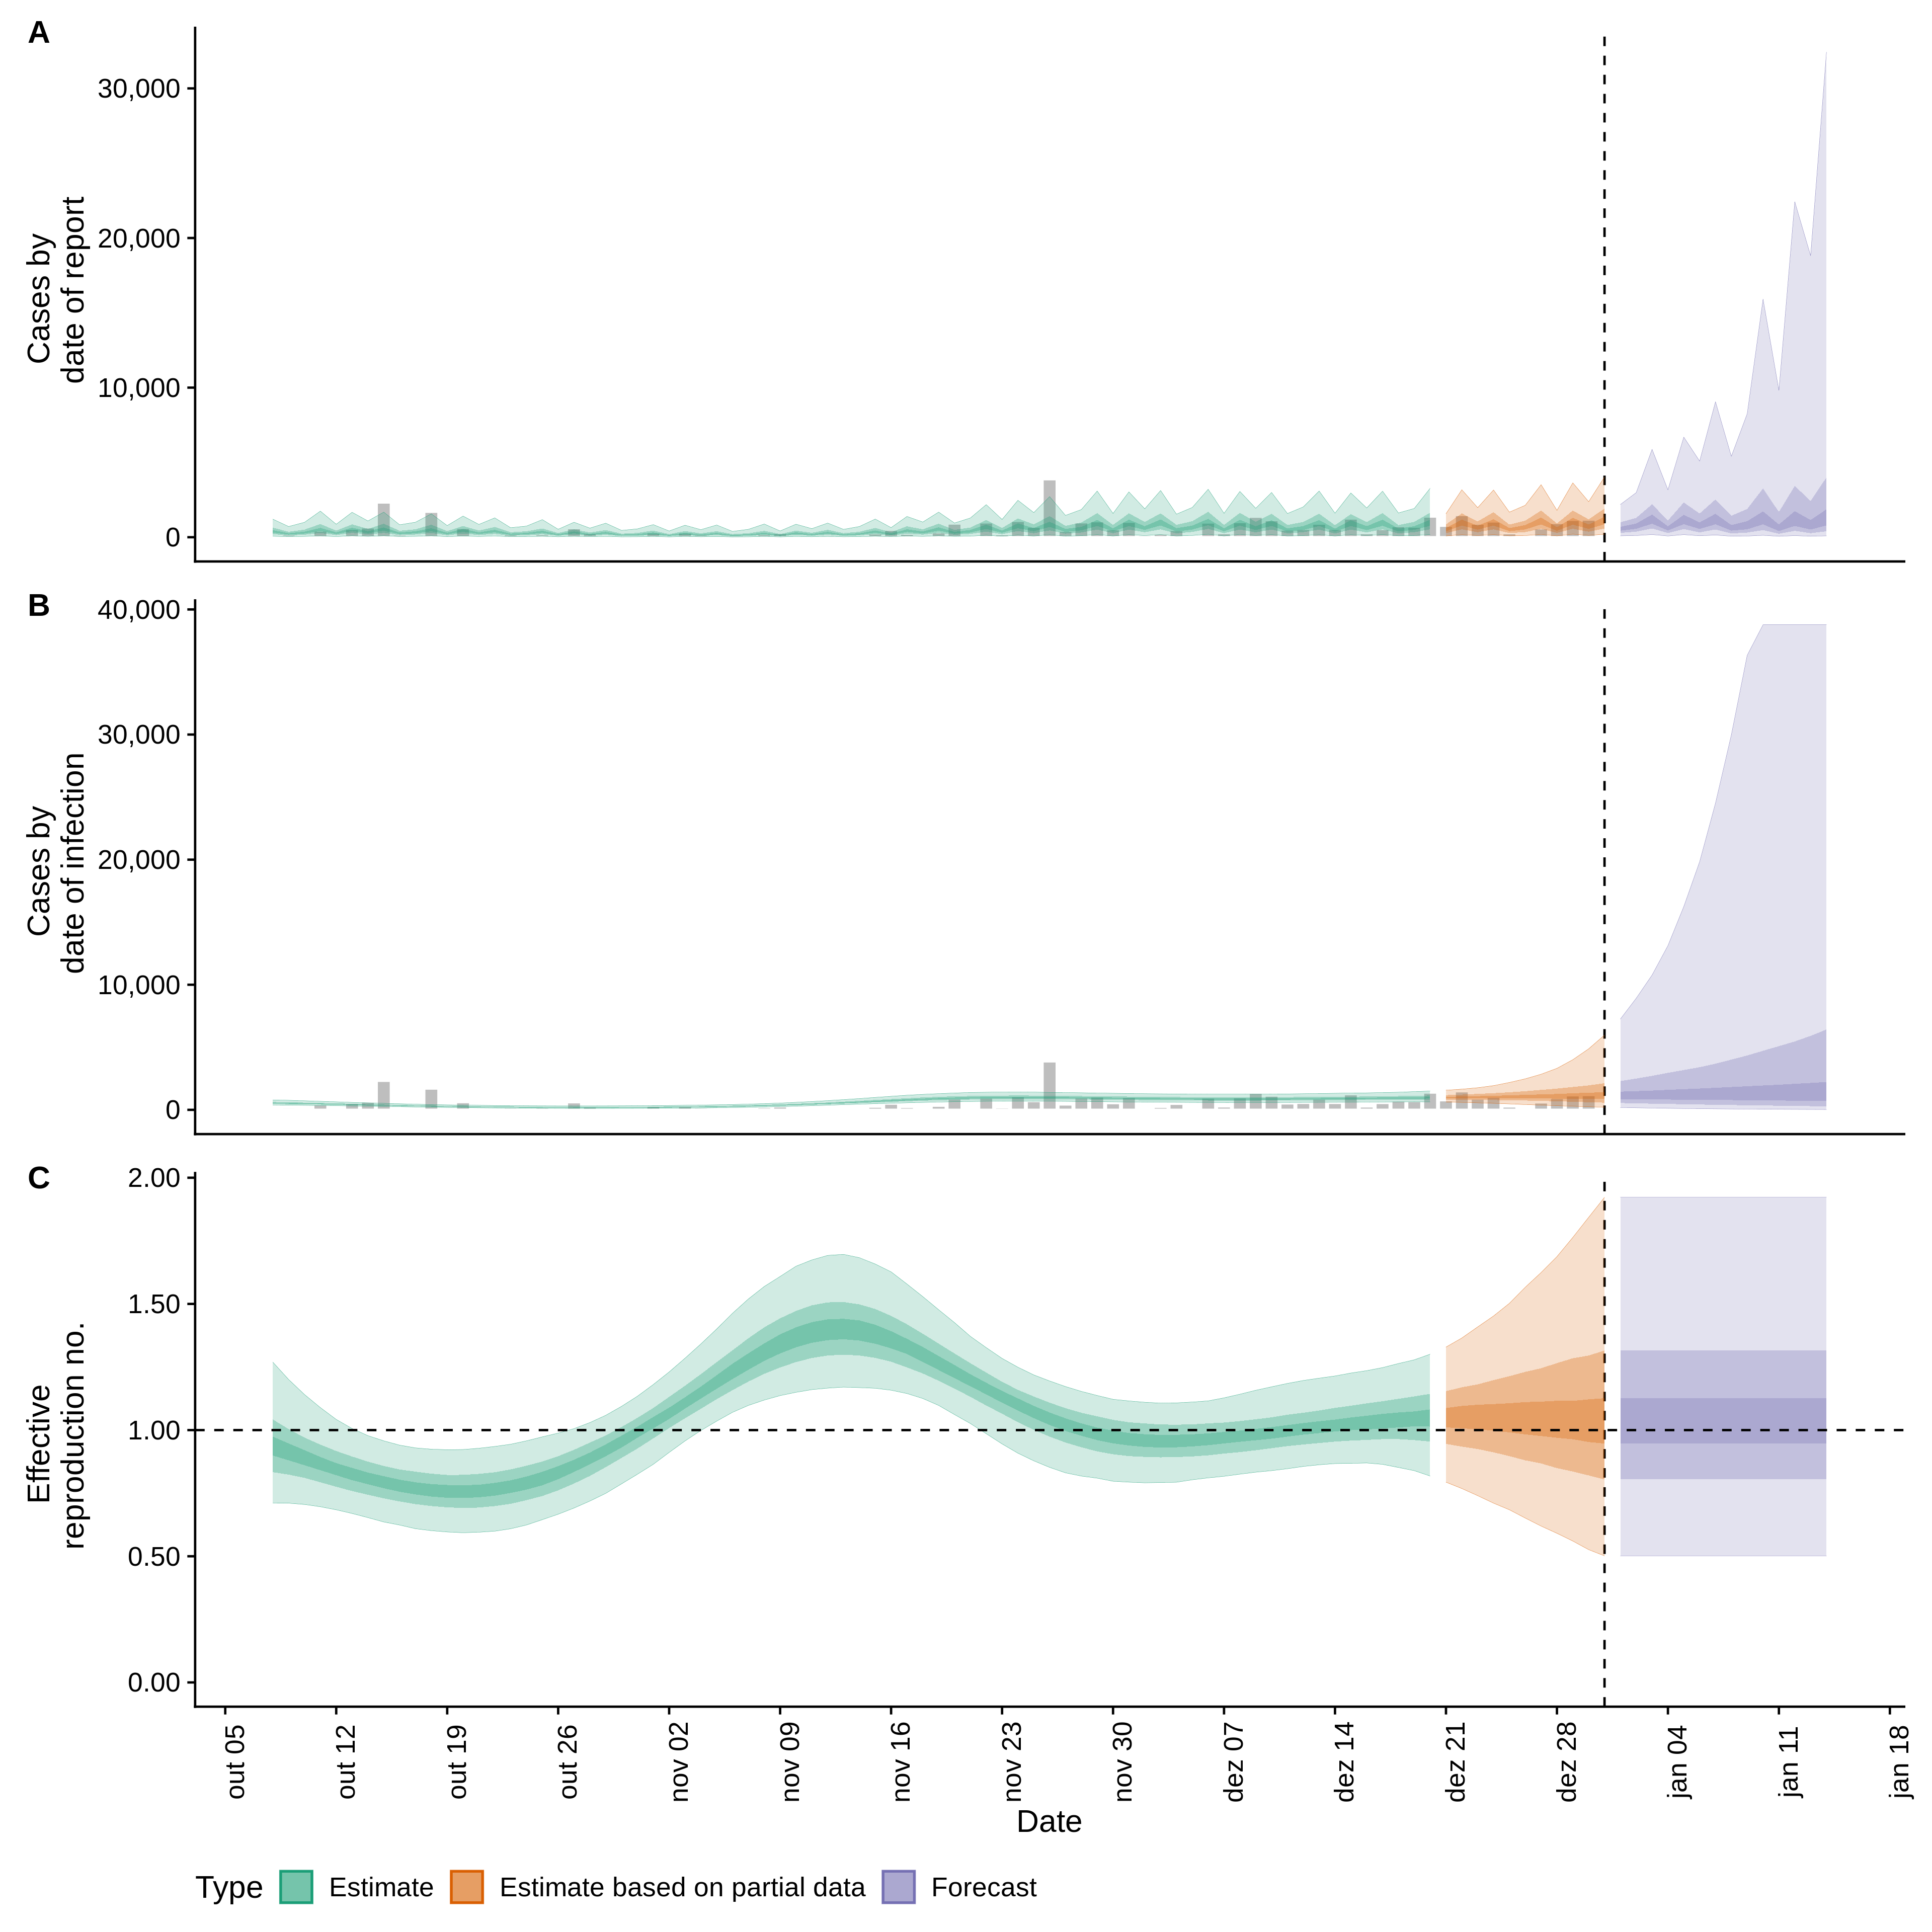 A
30,000
20,000
10,000
0
Cases by
date of report
B
40,000
30,000
20,000
10,000
0
Cases by
date of infection
C
2.00
1.50
1.00
0.50
0.00
Effective
reproduction no.
out 05
out 12
out 19
out 26
nov 02
nov 09
nov 16
nov 23
nov 30
dez 07
dez 14
dez 21
dez 28
jan 04
jan 11
jan 18
Date
Type Estimate Estimate based on partial data Forecast